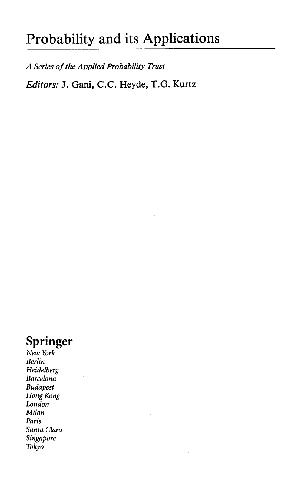 Probability and its Applications
A Series of the Applied Probability Trust
Editors: J. Gani, C.C. Heyde, T.G. Kurtz
Springer
New York
Berlin
Heidelberg
Barcelona
Budapest
Hong Kong
London
Milan
Paris
Santa Clara
Singapore
Tokyo